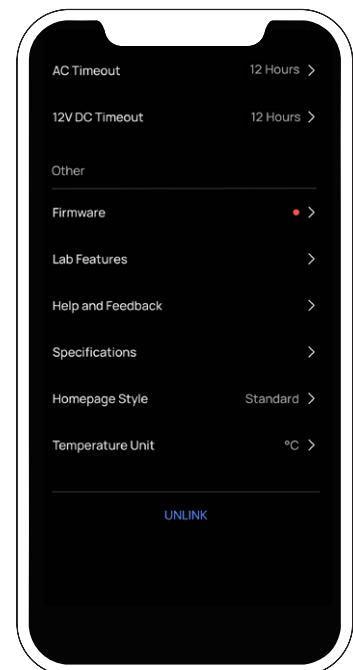 AC Timeout 12 Hours
12V DC Timeout 12 Hours
Other
Firmware
Lab Features
Help and Feedback
Specifications
Homepage Style Standard
Temperature Unit °C
UNLINK